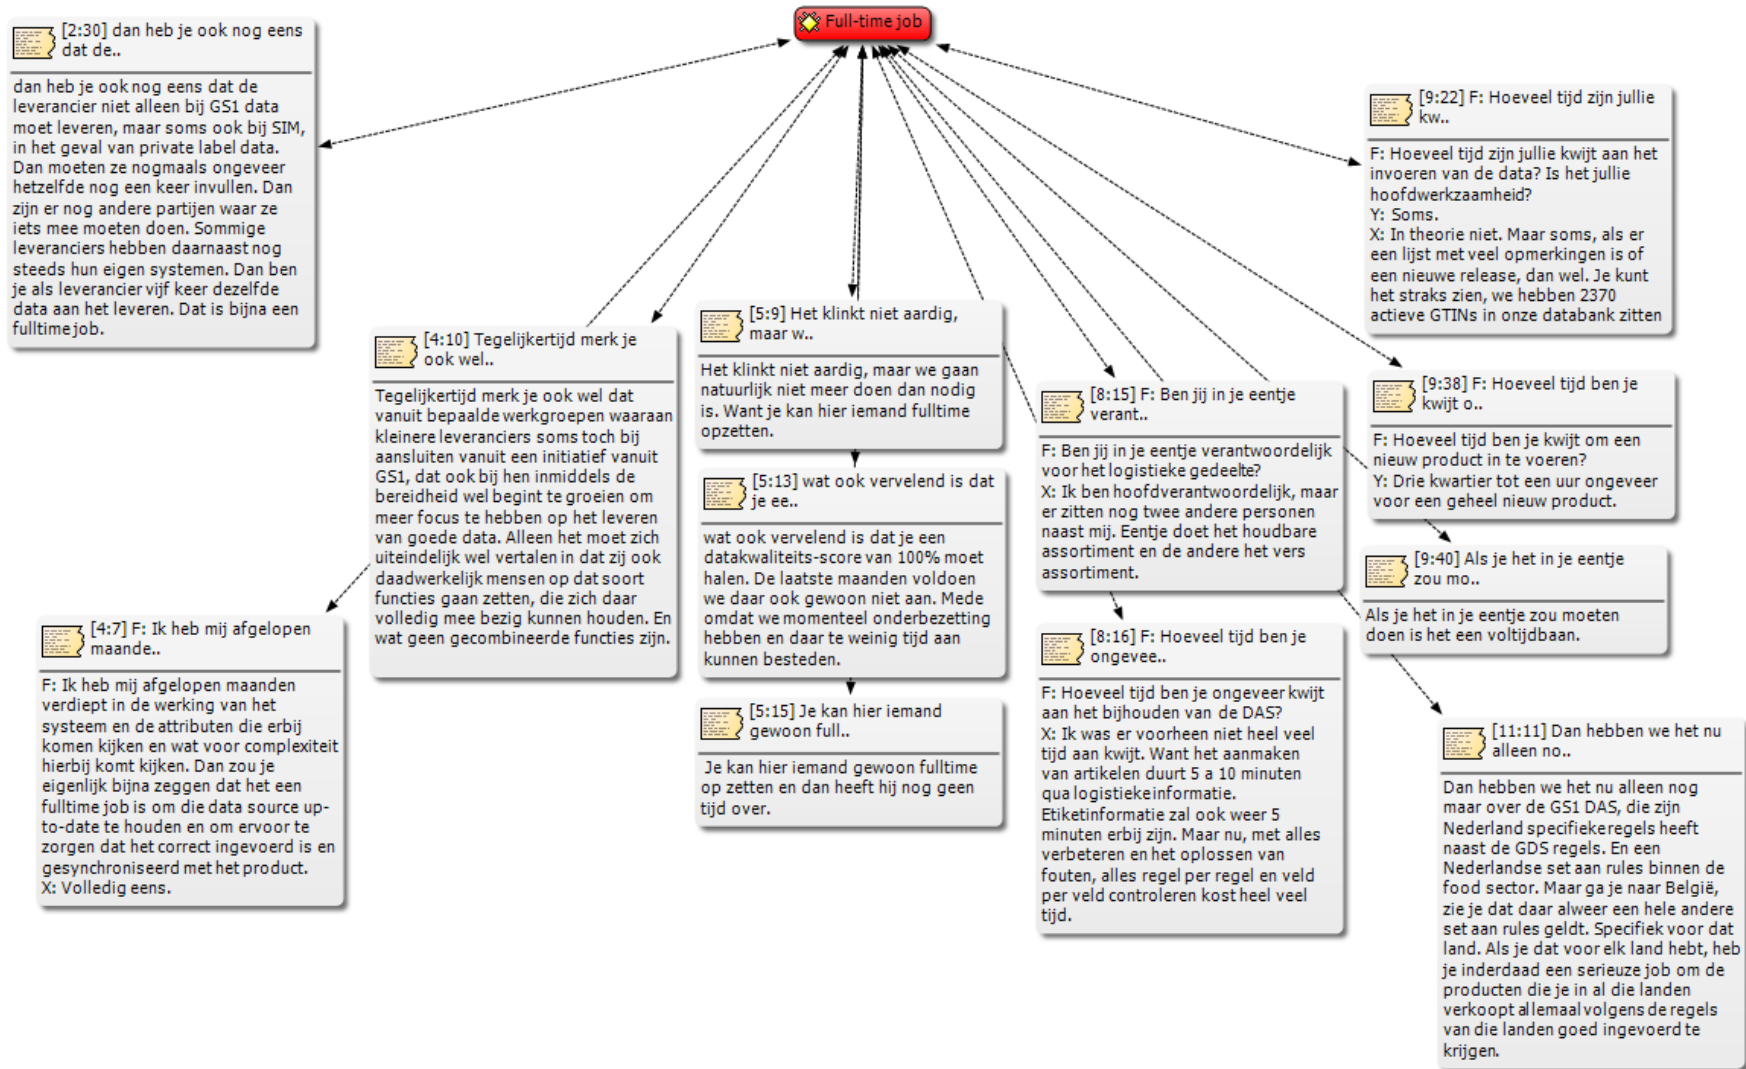 Full-time job
[2:30] dan heb je ook nog eens
dat de..
dan heb je ook nog eens dat de
leverancier niet alleen bij GS1 data
moet leveren, maar soms ook bij SIM,
in het geval van private label data.
Dan moeten ze nogmaals ongeveer
hetzelfde nog een keer invullen. Dan
zijn er nog andere partijen waar ze
iets mee moeten doen. Sommige
leveranciers hebben daarnaast nog
steeds hun eigen systemen. Dan ben
je als leverancier vijf keer dezelfde
data aan het leveren. Dat is bijna een
fulltime job.
[4:7] F: Ik heb mij afgelopen
maande..
F: Ik heb mij afgelopen maanden
verdiept in de werking van het
systeem en de attributen die erbij
komen kijken en wat voor complexiteit
hierbij komt kijken. Dan zou je
eigenlijk bijna zeggen dat het een
fulltime job is om die data source up-
to-date te houden en om ervoor te
zorgen dat het correct ingevoerd is en
gesynchroniseerd met het product.
X: Volledig eens.
[4:10] Tegelijkertijd merk je
ook wel..
Tegelijkertijd merk je ook wel dat
vanuit bepaalde werkgroepen waaraan
kleinere leveranciers soms toch bij
aansluiten vanuit een initiatief vanuit
GS1, dat ook bij hen inmiddels de
bereidheid wel begint te groeien om
meer focus te hebben op het leveren
van goede data. Alleen het moet zich
uiteindelijk wel vertalen in dat zij ook
daadwerkelijk mensen op dat soort
functies gaan zetten, die zich daar
volledig mee bezig kunnen houden. En
wat geen gecombineerde functies zijn.
[5:9] Het klinkt niet aardig,
maar w..
Het klinkt niet aardig, maar we gaan
natuurlijk niet meer doen dan nodig
is. Want je kan hier iemand fulltime
opzetten.
[5:13] wat ook vervelend is dat
je ee..
wat ook vervelend is dat je een
datakwaliteits-score van 100% moet
halen. De laatste maanden voldoen
we daar ook gewoon niet aan. Mede
omdat we momenteel onderbezetting
hebben en daar te weinig tijd aan
kunnen besteden.
[5:15] Je kan hier iemand
gewoon full..
Je kan hier iemand gewoon fulltime
op zetten en dan heeft hij nog geen
tijd over.
[8:15] F: Ben jij in je eentje
verant..
F: Ben jij in je eentje verantwoordelijk
voor het logistieke gedeelte?
X: Ik ben hoofdverantwoordelijk, maar
er zitten nog twee andere personen
naast mij. Eentje doet het houdbare
assortiment en de andere het vers
assortiment.
[8:16] F: Hoeveel tijd ben je
ongevee..
F: Hoeveel tijd ben je ongeveer kwijt
aan het bijhouden van de DAS?
X: Ik was er voorheen niet heel veel
tijd aan kwijt. Want het aanmaken
van artikelen duurt 5 a 10 minuten
qua logistieke informatie.
Etiketinformatie zal ook weer 5
minuten erbij zijn. Maar nu, met alles
verbeteren en het oplossen van
fouten, alles regel per regel en veld
per veld controleren kost heel veel
tijd.
[9:22] F: Hoeveel tijd zijn jullie
kw..
F: Hoeveel tijd zijn jullie kwijt aan het
invoeren van de data? Is het jullie
hoofdwerkzaamheid?
Y: Soms.
X: In theorie niet. Maar soms, als er
een lijst met veel opmerkingen is of
een nieuwe release, dan wel. Je kunt
het straks zien, we hebben 2370
actieve GTINs in onze databank zitten
[9:38] F: Hoeveel tijd ben je
kwijt o..
F: Hoeveel tijd ben je kwijt om een
nieuw product in te voeren?
Y: Drie kwartier tot een uur ongeveer
voor een geheel nieuw product.
[9:40] Als je het in je eentje
zou mo..
Als je het in je eentje zou moeten
doen is het een voltijdbaan.
[11:11] Dan hebben we het nu
alleen no..
Dan hebben we het nu alleen nog
maar over de GS1 DAS, die zijn
Nederland specifieke regels heeft
naast de GDS regels. En een
Nederlandse set aan rules binnen de
food sector. Maar ga je naar België,
zie je dat daar alweer een hele andere
set aan rules geldt. Specifiek voor dat
land. Als je dat voor elk land hebt, heb
je inderdaad een serieuze job om de
producten die je in al die landen
verkoopt allemaal volgens de regels
van die landen goed ingevoerd te
krijgen.